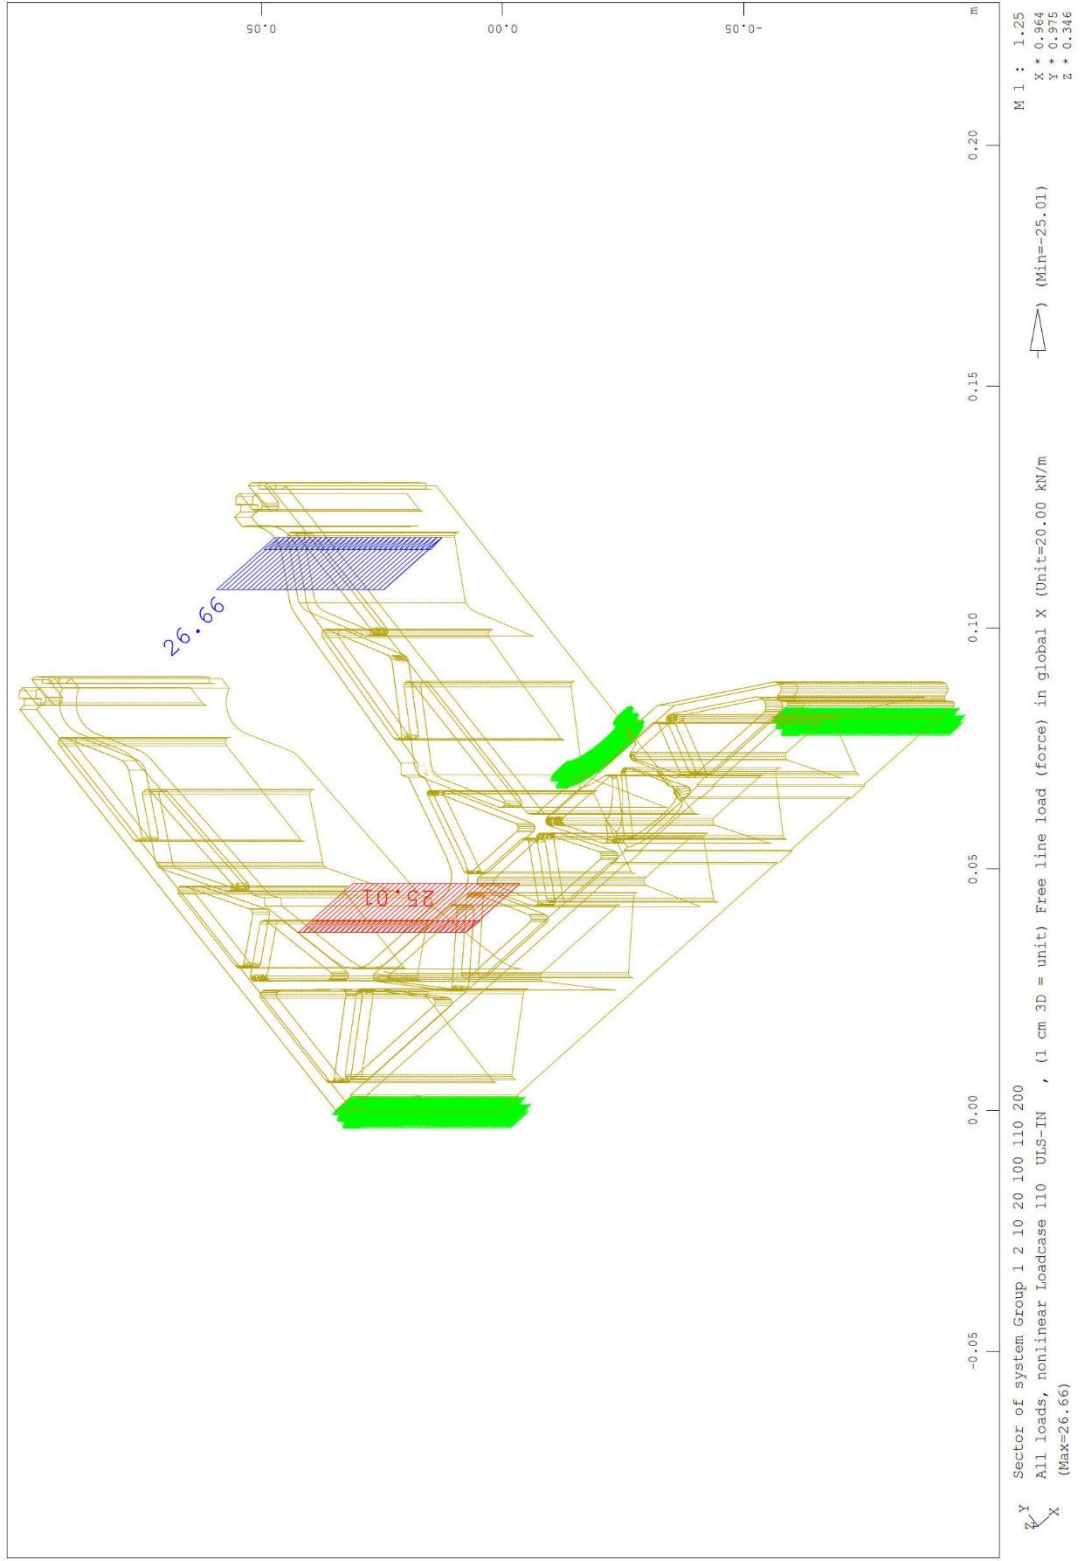 Sector of system Group 1 2 10 20 100 110 200
All loads, nonlinear Loadcase 110 ULS-IN , (1 cm 3D = unit) Free line load (force) in global X (Unit=20.00 kN/m ) (Min=-25.01)
(Max=26.66)
M 1 : 1.25
X * 0.964
Y * 0.975
Z * 0.346
Z Y
X
26.66
25.01
-0.05
0.00
0.05
0.10
0.15
0.20
m
0.05
0.00
-0.05